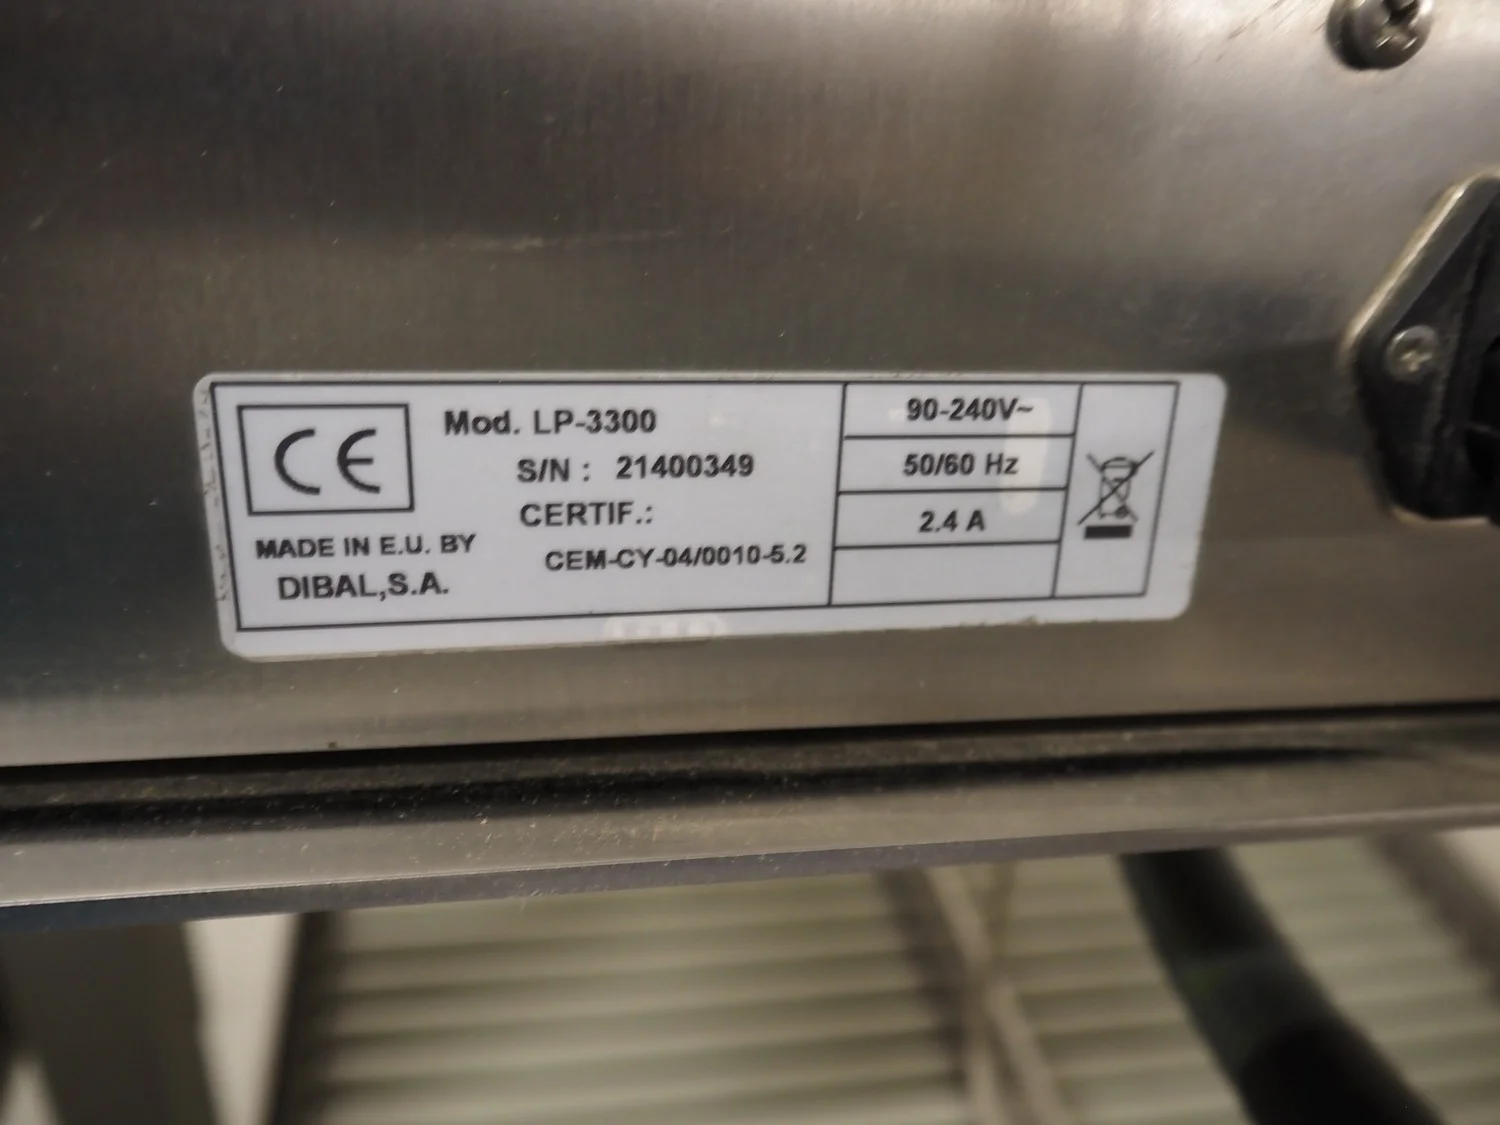 CE
Mod. LP-3300
S/N : 21400349
CERTIF.:
CEM-CY-04/0010-5.2
MADE IN E.U. BY
DIBAL,S.A.
90-240V~
50/60 Hz
2.4 A